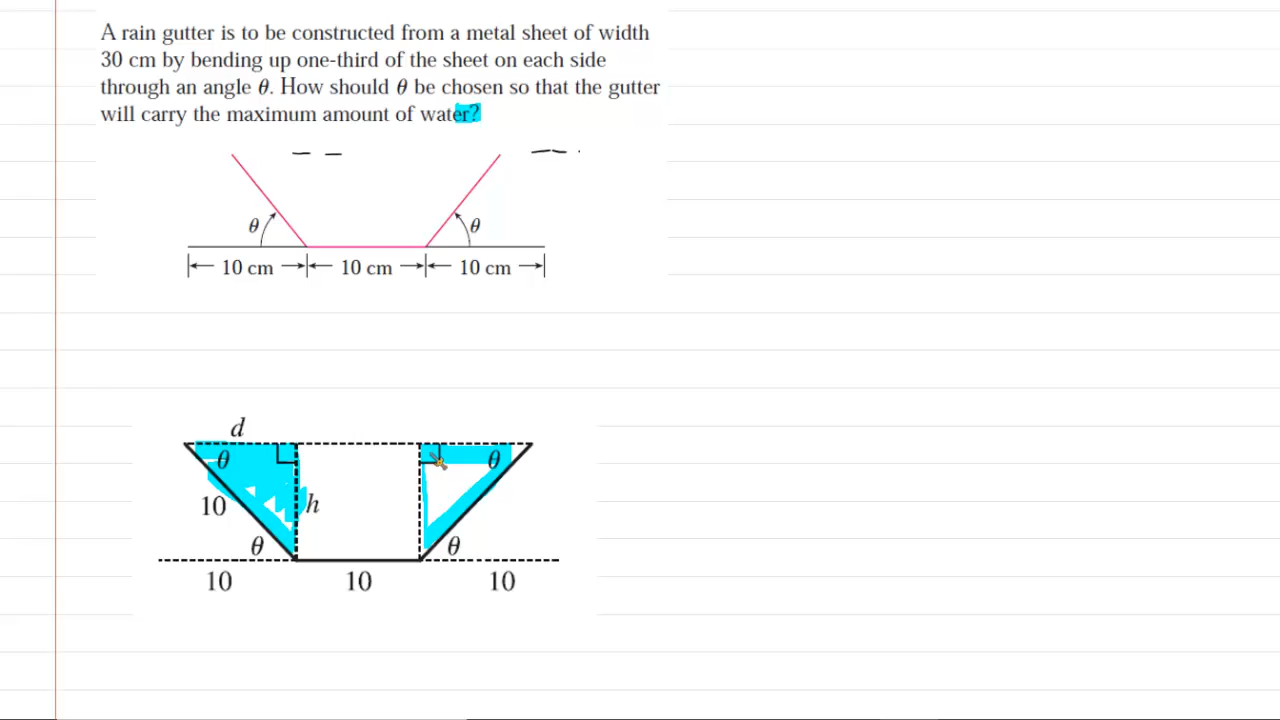 A rain gutter is to be constructed from a metal sheet of width
30 cm by bending up one-third of the sheet on each side
through an angle θ. How should θ be chosen so that the gutter
will carry the maximum amount of water?
θ θ
10 cm 10 cm 10 cm
d
θ θ
10 h
θ θ
10 10 10